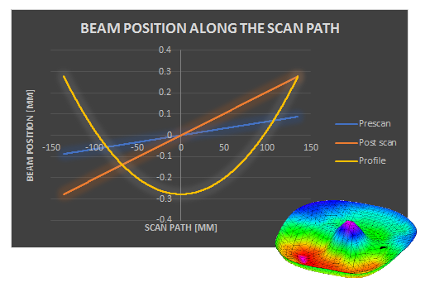 BEAM POSITION ALONG THE SCAN PATH
0.4
0.3
0.2
0.1
0
-0.1
-0.2
-0.3
-0.4
-150 -100 -50 0 50 100 150
BEAM POSITION [MM]
SCAN PATH [MM]
Prescan
Post scan
Profile